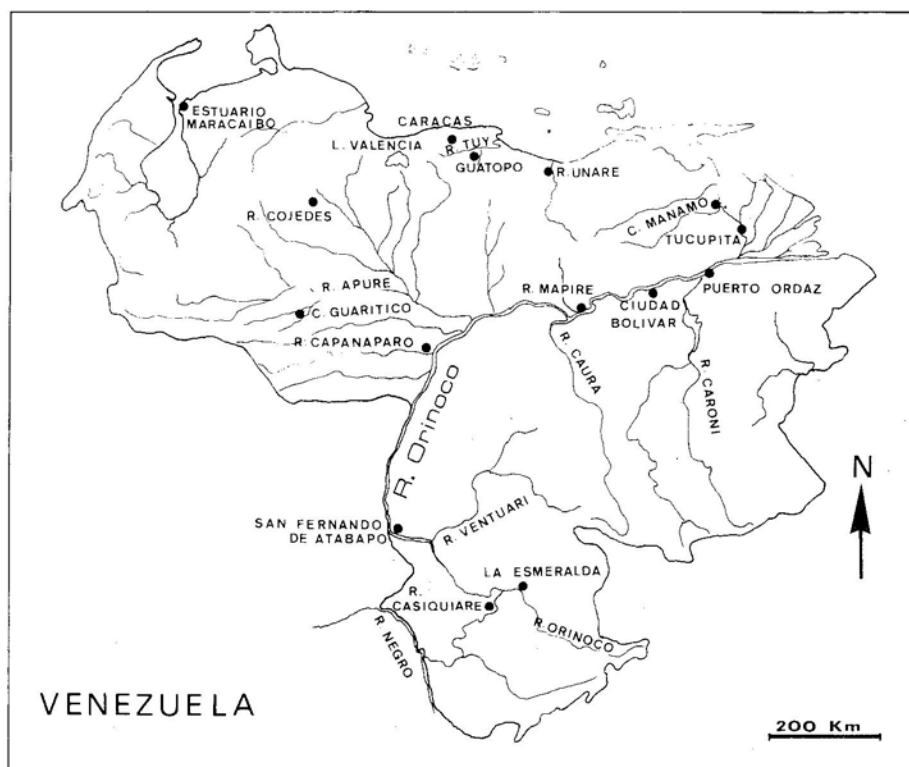 ESTUARIO
MARACAIBO
CARACAS
L. VALENCIA
R. TUY
GUATOPO
R. UNARE
R. COJEDES
C. MANAMO
TUCUPITA
R. APURE
R. MAPIRE
PUERTO ORDAZ
C. GUARITICO
CIUDAD
BOLIVAR
R. CAPANAPARO
R. CAURA
R. CARONI
R. Orinoco
N
SAN FERNANDO
DE ATABAPO
R. VENTUARI
LA ESMERALDA
R.
CASIQUIARE
R. ORINOCO
R. NEGRO
VENEZUELA
200 Km